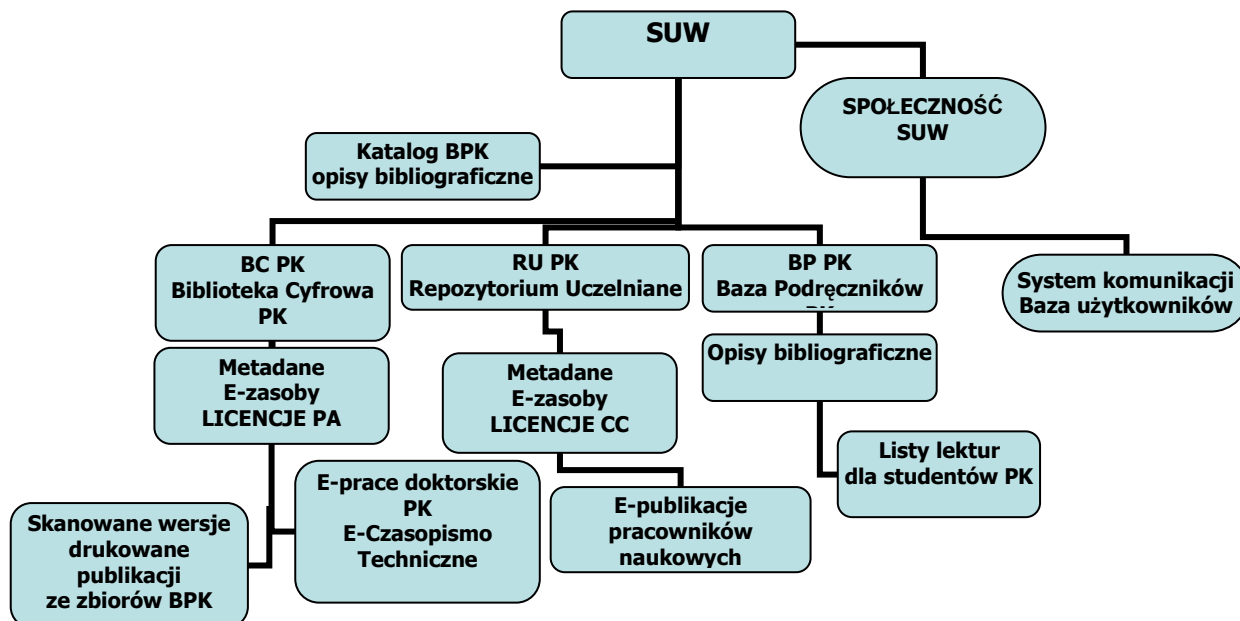 SUW
SPOŁECZNOŚĆ
SUW
Katalog BPK
opisy bibliograficzne
BC PK
Biblioteka Cyfrowa
PK
RU PK
Repozytorium Uczelniane
BP PK
Baza Podręczników
System komunikacji
Baza użytkowników
Metadane
E-zasoby
LICENCJE PA
Metadane
E-zasoby
LICENCJE CC
Opisy bibliograficzne
Listy lektur
dla studentów PK
Skanowane wersje
drukowane
publikacji
ze zbiorów BPK
E-prace doktorskie
PK
E-Czasopismo
Techniczne
E-publikacje
pracowników
naukowych